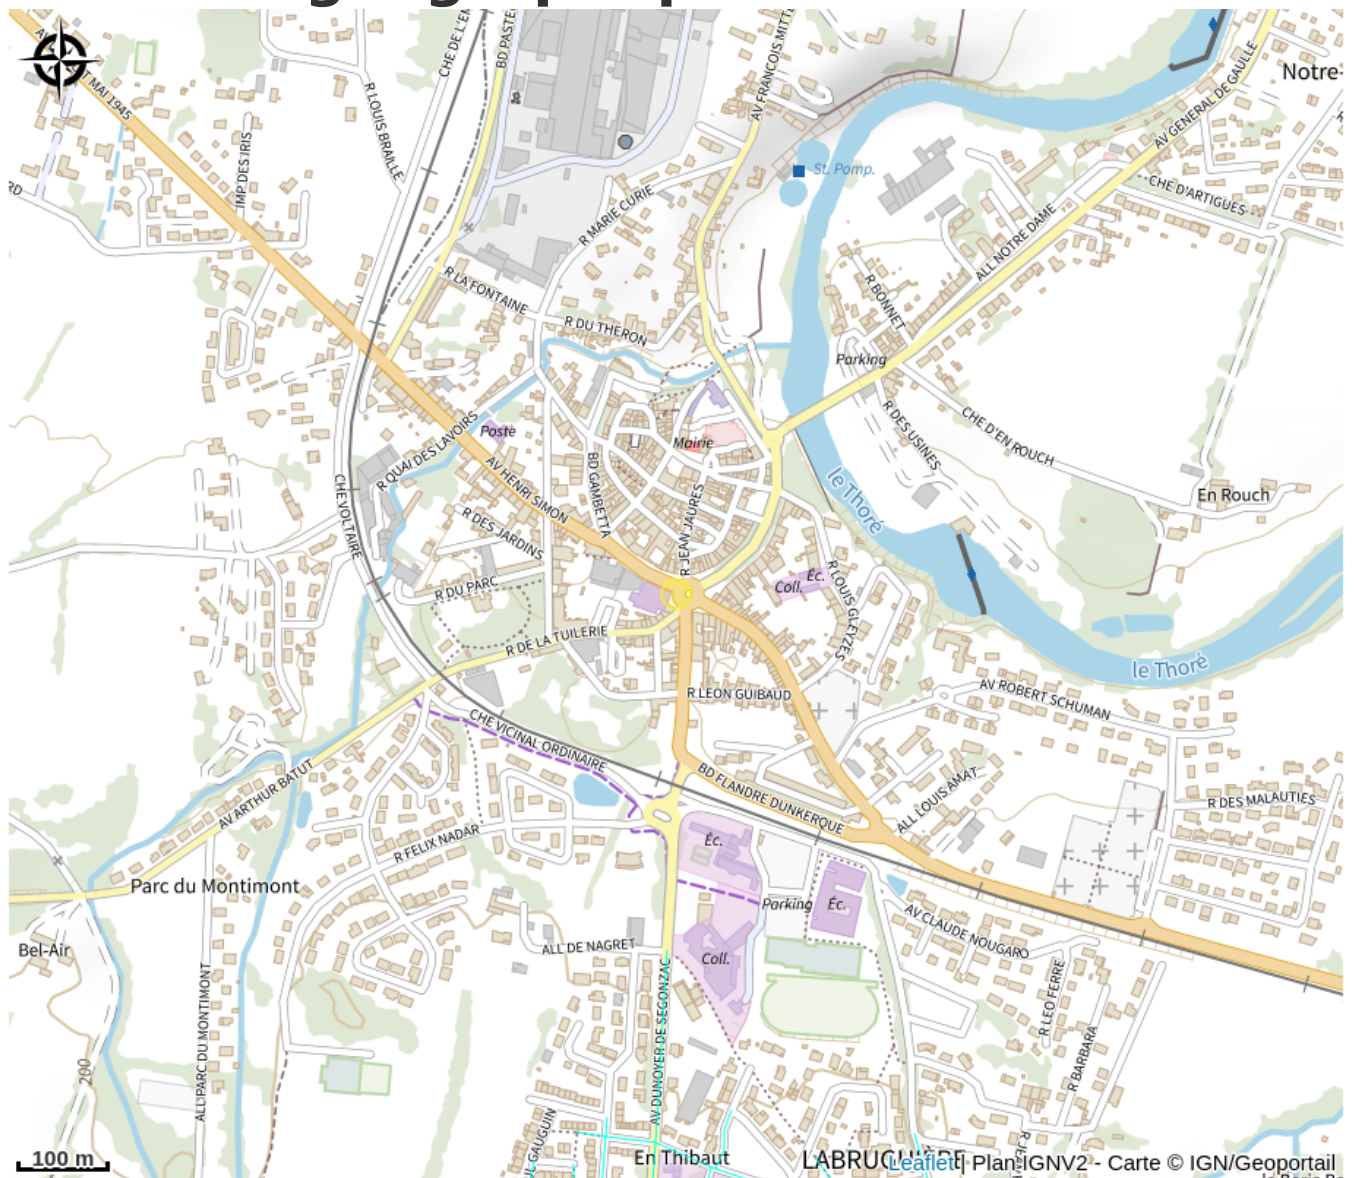 Notre-
AV GENERAL DE GAULLE
CHE DE L'EM
BD PASTE
AV FRANCOIS MITT
T MAI 1945
R LOUIS BRAILLE
IMP DES IRIS
RD
St. Pomp.
CHE D'ARTIGUES
R MARIE CURIE
ALL NOTRE DAME
R LA FONTAINE
R BONNET
R DU THERON
Parking
Poste
Mairie
R QUAI DES LAVOIRS
R DES USINES
CHE D'EN ROUCH
AV HENRI SIMON
BD GAMBETTA
le Thoré
En Rouch
CHE VOLTAIRE
R JEAN JAURES
R DES JARDINS
R DU PARC
Coll.
Éc.
R LOUIS GLEYZES
R DE LA TUILERIE
le Thoré
R LEON GUIBAUD
AV ROBERT SCHUMAN
CHE VICINAL ORDINAIRE
BD FLANDRE DUNKERQUE
ALL LOUIS AMAT
R DES MALAUTIES
AV ARTHUR BATUT
R FELIX NADAR
Éc.
Parc du Montimont
Parking
Éc.
Bel-Air
ALL DE NAGRET
Coll.
AV CLAUDE NOUGARO
ALL PARC DU MONTIMONT
AV DUNOYER DE SEGONZAC
R LEO FERRE
R BARBARA
200
UL GAUGUIN
100 m
En Thibaut
LABRUGUIERE
Leaflet | Plan IGNV2 - Carte © IGN/Geoportail